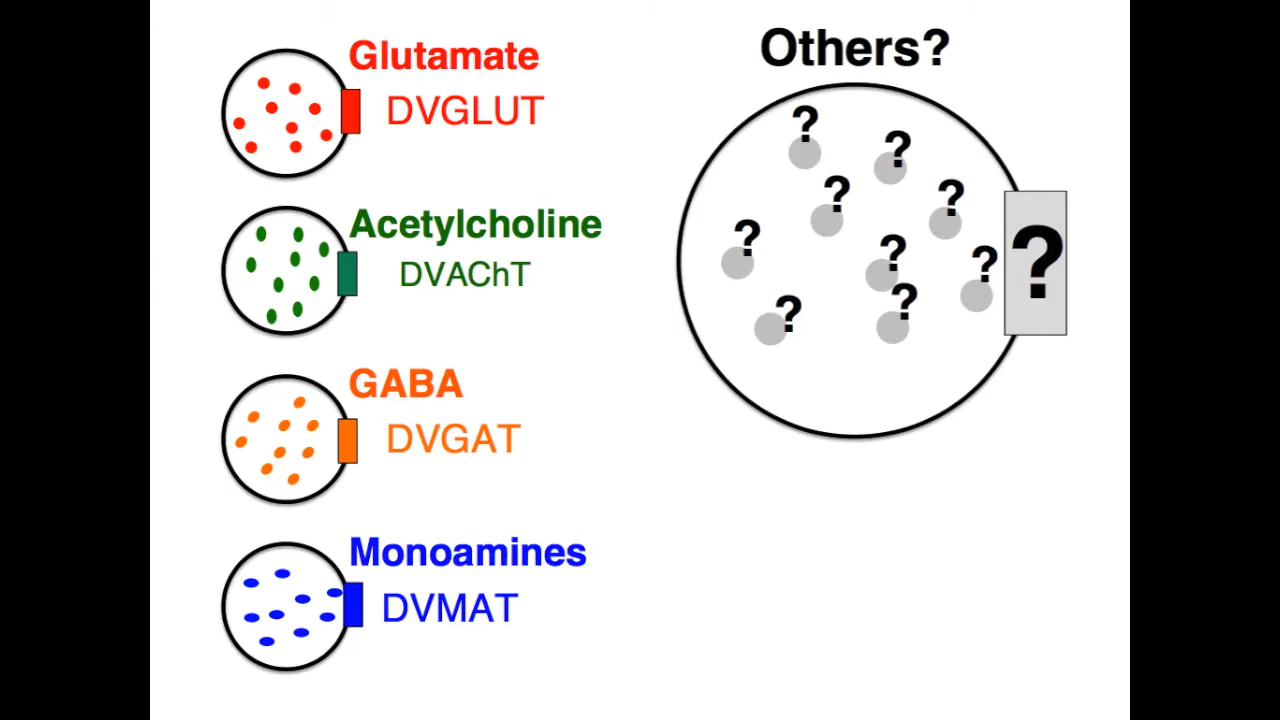 Glutamate
DVGLUT
Acetylcholine
DVAChT
GABA
DVGAT
Monoamines
DVMAT
Others?
?
?
?
?
?
?
?
?
?
?